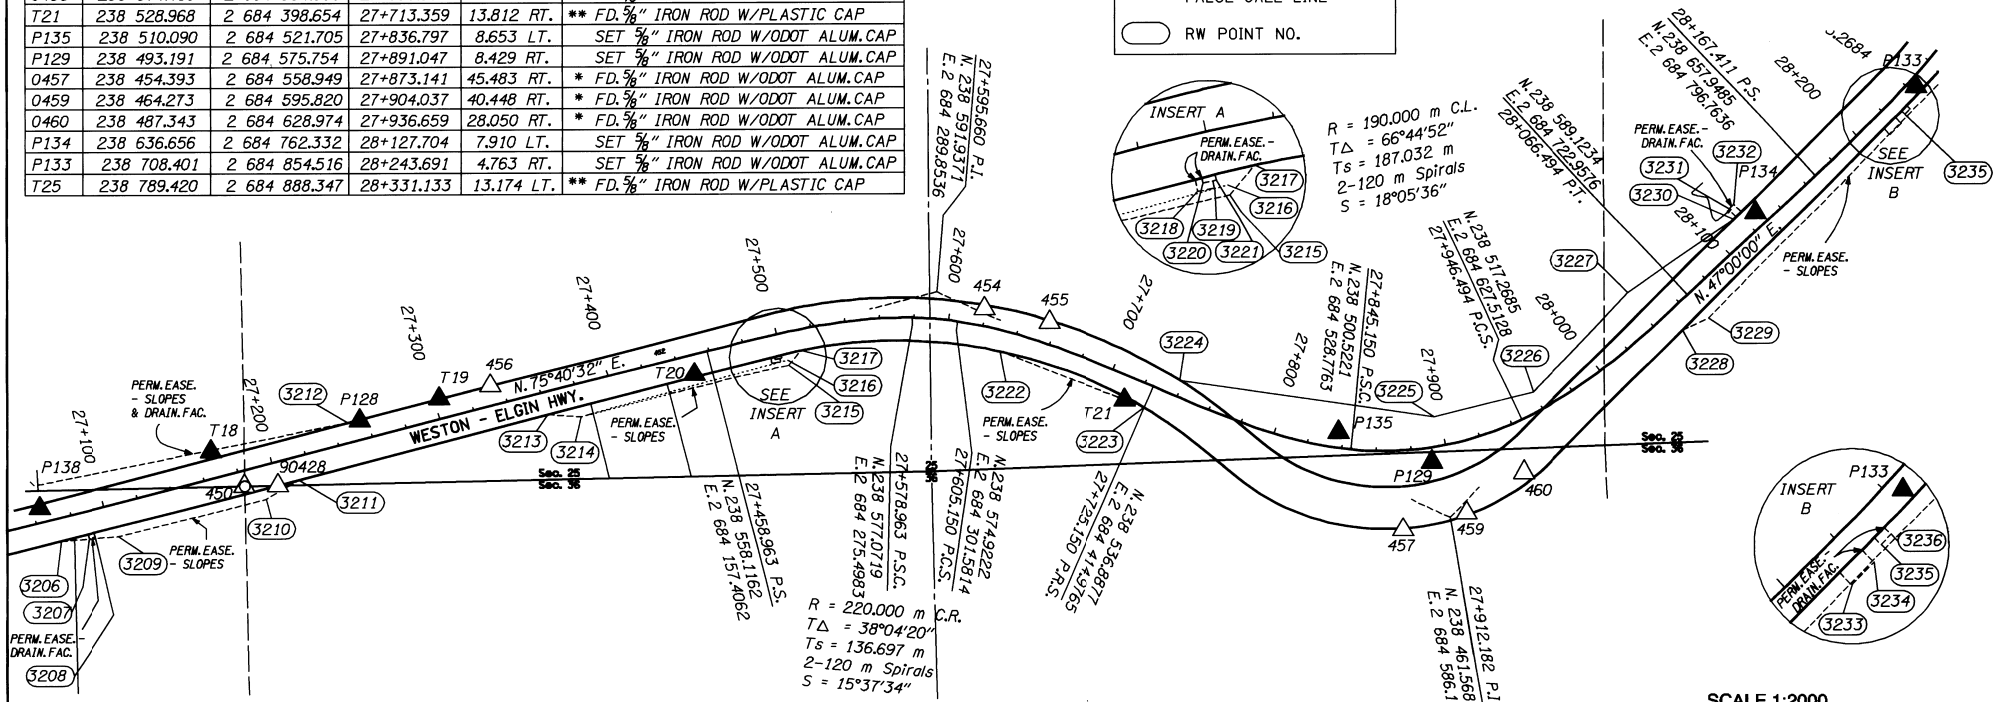 T21 238 528.968 2 684 398.654 27+713.359 13.812 RT. ** FD. 5/8" IRON ROD W/PLASTIC CAP
P135 238 510.090 2 684 521.705 27+836.797 8.653 LT. SET 5/8" IRON ROD W/ODOT ALUM.CAP
P129 238 493.191 2 684 575.754 27+891.047 8.429 RT. SET 5/8" IRON ROD W/ODOT ALUM.CAP
0457 238 454.393 2 684 558.949 27+873.141 45.483 RT. * FD. 5/8" IRON ROD W/ODOT ALUM.CAP
0459 238 464.273 2 684 595.820 27+904.037 40.448 RT. * FD. 5/8" IRON ROD W/ODOT ALUM.CAP
0460 238 487.343 2 684 628.974 27+936.659 28.050 RT. * FD. 5/8" IRON ROD W/ODOT ALUM.CAP
P134 238 636.656 2 684 762.332 28+127.704 7.910 LT. SET 5/8" IRON ROD W/ODOT ALUM.CAP
P133 238 708.401 2 684 854.516 28+243.691 4.763 RT. SET 5/8" IRON ROD W/ODOT ALUM.CAP
T25 238 789.420 2 684 888.347 28+331.133 13.174 LT. ** FD. 5/8" IRON ROD W/PLASTIC CAP
RW POINT NO.
27+595.660 P.I.
N. 238 591.9371
E. 2 684 289.8536
INSERT A
PERM.EASE.-
DRAIN.FAC.
3217
3216
3218
3219
3220
3221
3215
R = 190.000 m C.L.
T△ = 66°44'52"
Ts = 187.032 m
2-120 m Spirals
S = 18°05'36"
28+167.411 P.S.
N. 238 657.9485
E. 2 684 796.7636
28+200
P133
N. 238 589.1234
E. 2 684 722.9576
28+066.494 P.T.
PERM.EASE.-
DRAIN.FAC.
3232
3231
3230
P134
28+100
SEE
INSERT
B
3235
N. 47°00'00" E.
PERM.EASE.
- SLOPES
3229
3228
3227
28+000
N. 238 517.2685
E. 2 684 627.5128
27+946.494 P.C.S.
3226
27+900
3225
27+845.150 P.S.C.
N. 238 500.5221
E. 2 684 528.7763
27+800
3224
27+700
27+600
454
455
27+500
27+400
27+300
27+200
27+100
PERM.EASE.
- SLOPES
& DRAIN.FAC.
3212
P128
T19
456
T18
P138
N. 75°40'32" E.
452
WESTON - ELGIN HWY.
T20
3217
3216
3215
SEE
INSERT
A
3222
PERM.EASE.
- SLOPES
T21
3223
P135
P129
460
459
457
Sec. 25
Sec. 36
3213
3214
PERM.EASE.
- SLOPES
Sec. 25
Sec. 36
25
36
90428
450
3211
3210
3209
PERM.EASE.
- SLOPES
3206
3207
PERM.EASE.-
DRAIN.FAC.
3208
27+458.963 P.S.
N. 238 558.1162
E. 2 684 157.4062
27+578.963 P.S.C.
N. 238 577.0719
E. 2 684 275.4983
N. 238 574.9222
E. 2 684 301.5814
27+605.150 P.C.S.
N. 238 536.8877
E. 2 684 414.9765
27+725.150 P.R.S.
R = 220.000 m C.R.
T△ = 38°04'20"
Ts = 136.697 m
2-120 m Spirals
S = 15°37'34"
27+912.182 P.I
N. 238 461.568
E. 2 684 586.1
INSERT
B
P133
PERM.EASE.-
DRAIN.FAC.
3236
3235
3234
3233
SCALE 1:2000